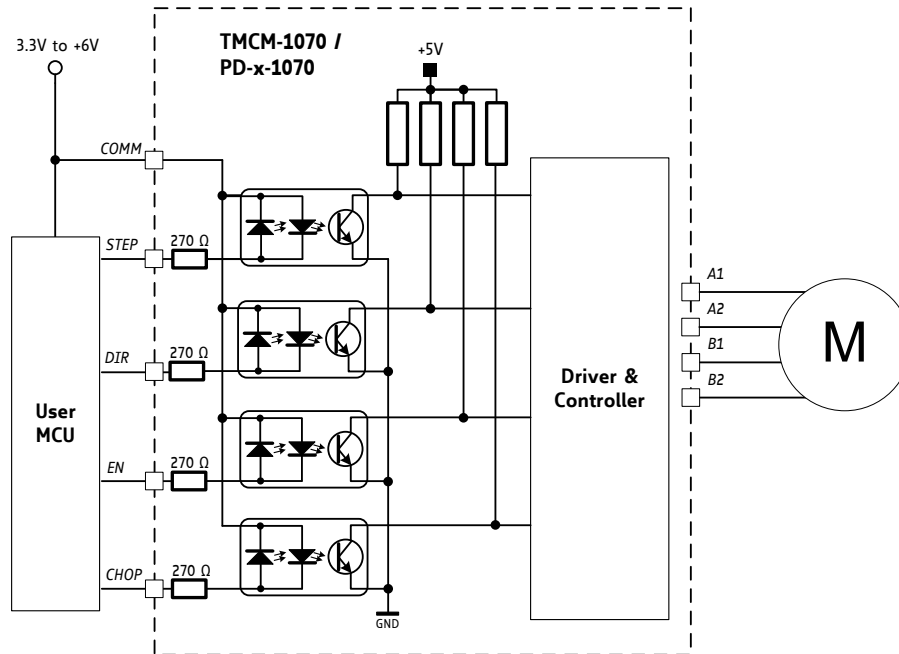 3.3V to +6V
TMCM-1070 /
PD-x-1070
+5V
COMM
STEP
270 Ω
DIR
270 Ω
EN
270 Ω
CHOP
270 Ω
User
MCU
GND
Driver &
Controller
A1
A2
B1
B2
M